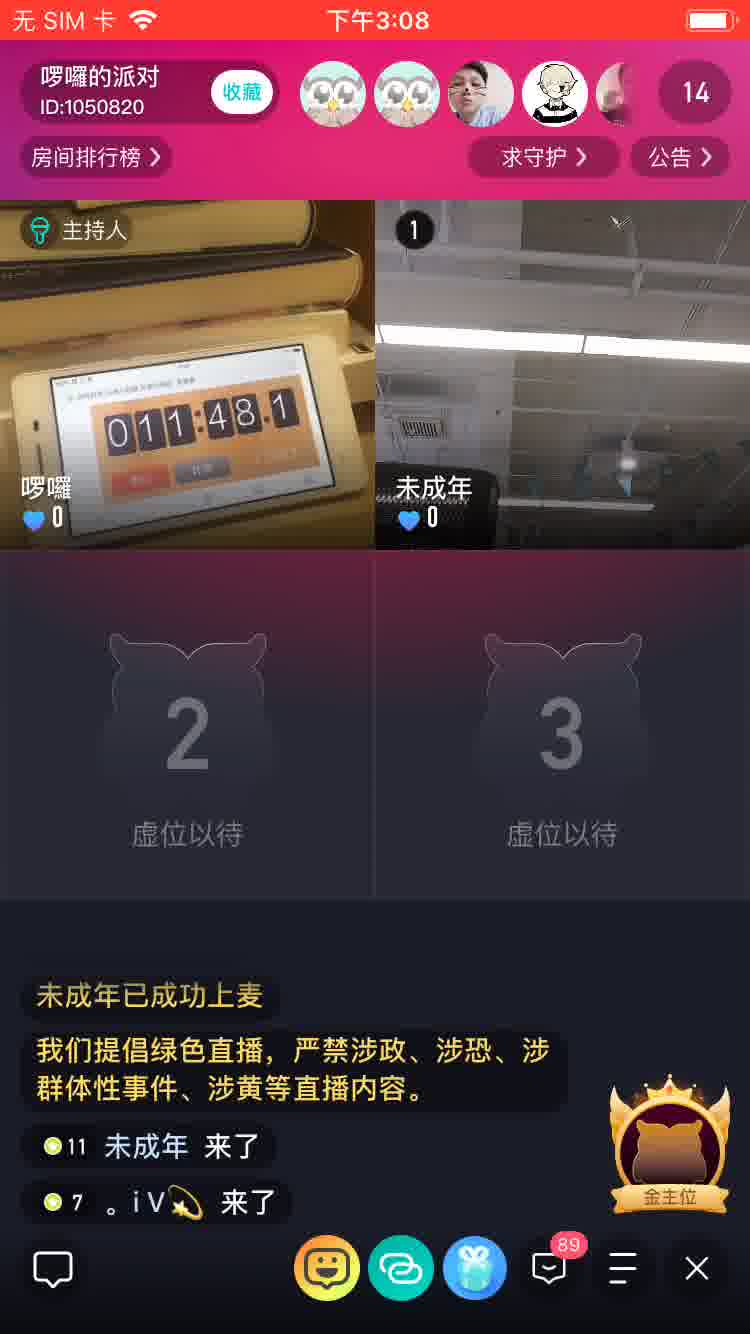 无 SIM 卡
下午3:08
啰囉的派对
ID:1050820
收藏
14
房间排行榜
求守护
公告
主持人
1
011:48.1
啰囉
0
未成年
0
2
3
虚位以待
虚位以待
未成年已成功上麦
我们提倡绿色直播，严禁涉政、涉恐、涉
群体性事件、涉黄等直播内容。
11 未成年 来了
7 。iV💫 来了
金主位
89